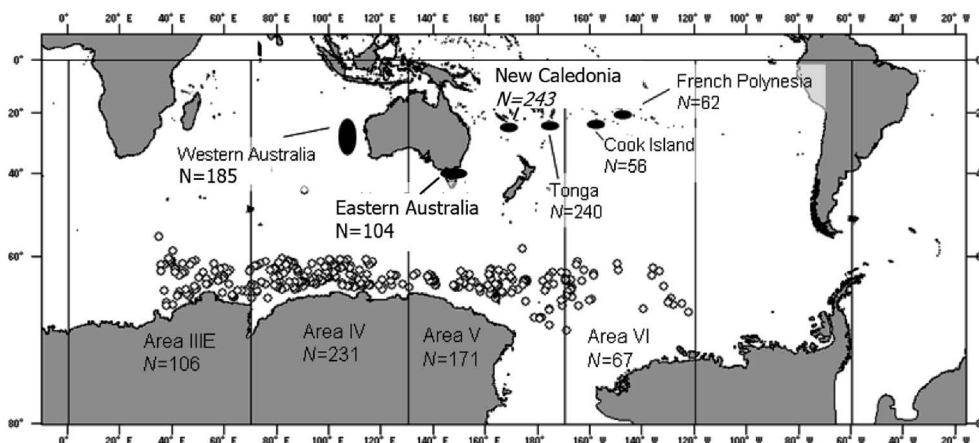 0° 20° E 40° E 60° E 80° E 100° E 120° E 140° E 160° E 180° E 160° W 140° W 120° W 100° W 80° W 60° W 40° W 20° W
0°
20°
40°
60°
80°
New Caledonia
N=243
French Polynesia
N=62
Western Australia
N=185
Cook Island
N=56
Eastern Australia
N=104
Tonga
N=240
Area IIIE
N=106
Area IV
N=231
Area V
N=171
Area VI
N=67
0° 20° E 40° E 60° E 80° E 100° E 120° E 140° E 160° E 180° E 160° W 140° W 120° W 100° W 80° W 60° W 40° W 20° W